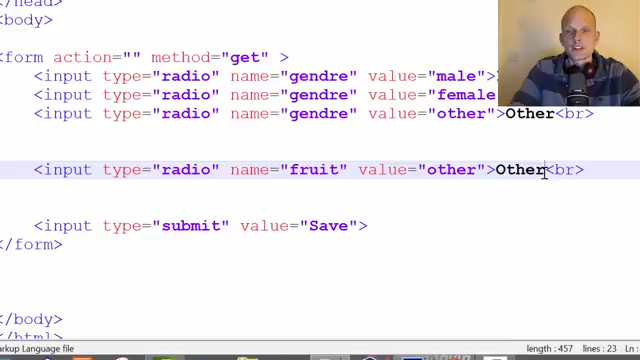 </head>
<body>
<form action="" method="get" >
<input type="radio" name="gendre" value="male">
<input type="radio" name="gendre" value="female
<input type="radio" name="gendre" value="other">Other<br>
<input type="radio" name="fruit" value="other">Other<br>
<input type="submit" value="Save">
</form>
</body>
</html>
arkup Language file length : 457 lines : 23 Ln :